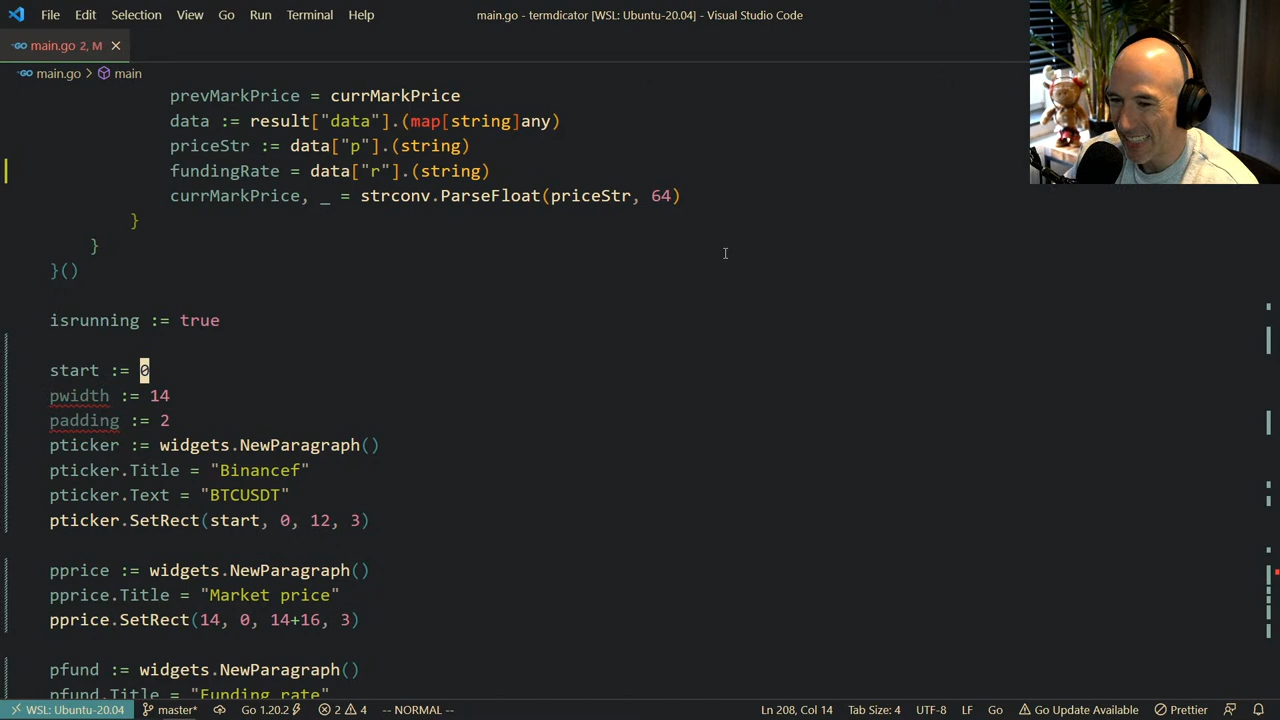 File Edit Selection View Go Run Terminal Help main.go - termdicator [WSL: Ubuntu-20.04] - Visual Studio Code
main.go 2, M
main.go > main
prevMarkPrice = currMarkPrice
data := result["data"].(map[string]any)
priceStr := data["p"].(string)
fundingRate = data["r"].(string)
currMarkPrice, _ = strconv.ParseFloat(priceStr, 64)
}
}
}()
isrunning := true
start := 0
pwidth := 14
padding := 2
pticker := widgets.NewParagraph()
pticker.Title = "Binancef"
pticker.Text = "BTCUSDT"
pticker.SetRect(start, 0, 12, 3)
pprice := widgets.NewParagraph()
pprice.Title = "Market price"
pprice.SetRect(14, 0, 14+16, 3)
pfund := widgets.NewParagraph()
pfund.Title = "Funding rate"
WSL: Ubuntu-20.04 master* Go 1.20.2 2 4 -- NORMAL -- Ln 208, Col 14 Tab Size: 4 UTF-8 LF Go Go Update Available Prettier